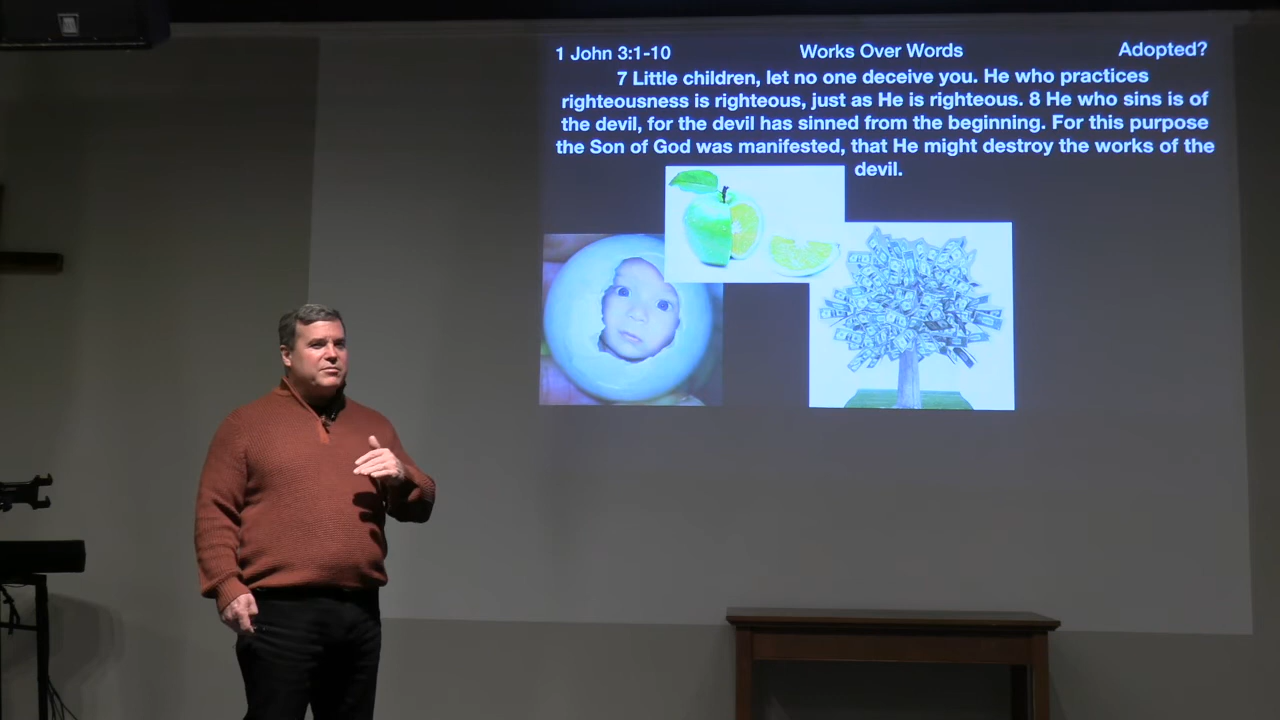 1 John 3:1-10 Works Over Words Adopted?
7 Little children, let no one deceive you. He who practices
righteousness is righteous, just as He is righteous. 8 He who sins is of
the devil, for the devil has sinned from the beginning. For this purpose
the Son of God was manifested, that He might destroy the works of the
devil.